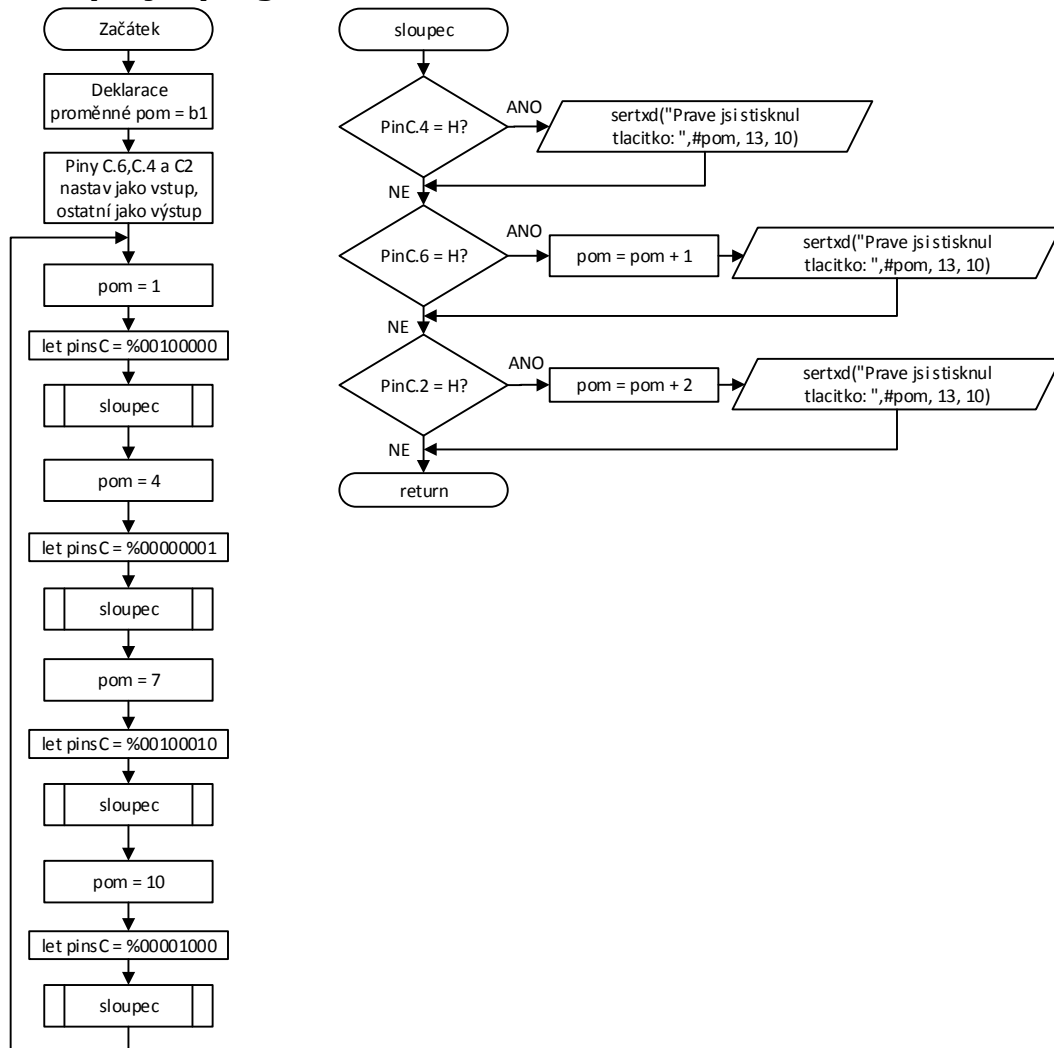 Začátek
Deklarace
proměnné pom = b1
Piny C.6,C.4 a C2
nastav jako vstup,
ostatní jako výstup
pom = 1
let pinsC = %00100000
sloupec
pom = 4
let pinsC = %00000001
sloupec
pom = 7
let pinsC = %00100010
sloupec
pom = 10
let pinsC = %00001000
sloupec
sloupec
PinC.4 = H?
ANO
sertxd("Prave jsi stisknul
tlacitko: ",#pom, 13, 10)
NE
PinC.6 = H?
ANO
pom = pom + 1
sertxd("Prave jsi stisknul
tlacitko: ",#pom, 13, 10)
NE
PinC.2 = H?
ANO
pom = pom + 2
sertxd("Prave jsi stisknul
tlacitko: ",#pom, 13, 10)
NE
return